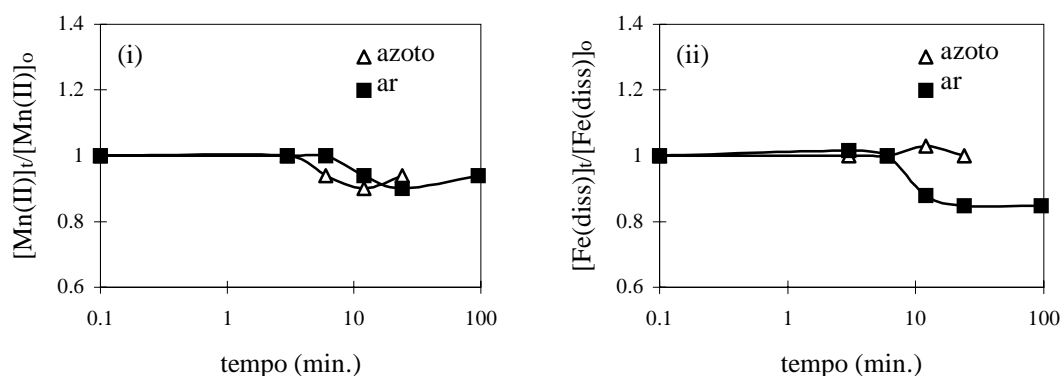 (i)
azoto
ar
[Mn(II)]t/[Mn(II)]o
1.4
1.2
1
0.8
0.6
0.1 1 10 100
tempo (min.)
(ii)
azoto
ar
[Fe(diss)]t/[Fe(diss)]o
1.4
1.2
1
0.8
0.6
0.1 1 10 100
tempo (min.)